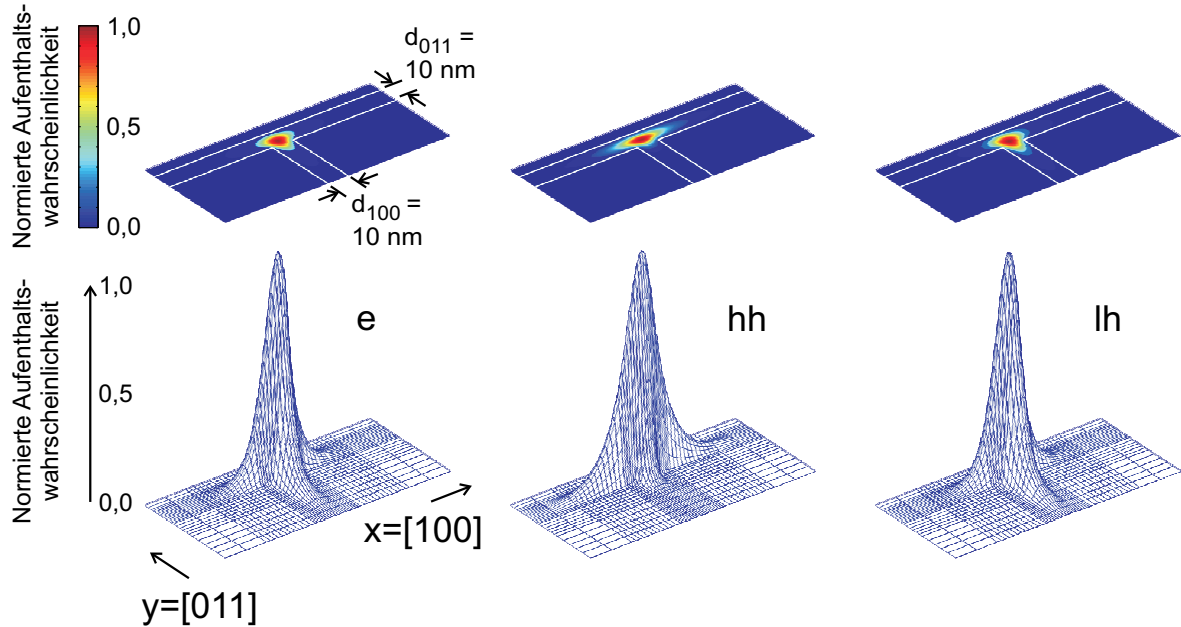 Normierte Aufenthalts-
wahrscheinlichkeit
1,0
0.5
0,0
d011 =
10 nm
d100 =
10 nm
Normierte Aufenthalts-
wahrscheinlichkeit
1,0
0,5
0,0
e
hh
lh
x=[100]
y=[011]